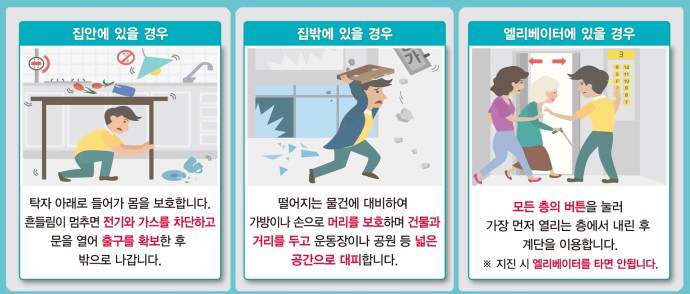 집안에 있을 경우
탁자 아래로 들어가 몸을 보호합니다.
흔들림이 멈추면 전기와 가스를 차단하고
문을 열어 출구를 확보한 후
밖으로 나갑니다.
집밖에 있을 경우
가
떨어지는 물건에 대비하여
가방이나 손으로 머리를 보호하며 건물과
거리를 두고 운동장이나 공원 등 넓은
공간으로 대피합니다.
엘리베이터에 있을 경우
3
모든 층의 버튼을 눌러
가장 먼저 열리는 층에서 내린 후
계단을 이용합니다.
※ 지진 시 엘리베이터를 타면 안됩니다.